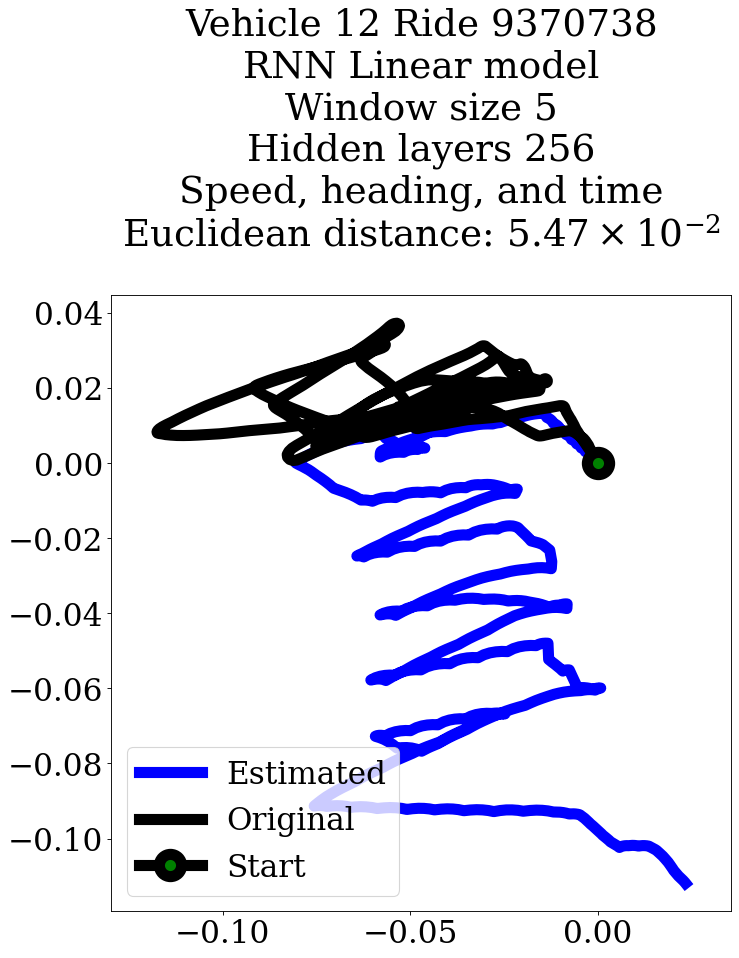 Vehicle 12 Ride 9370738
RNN Linear model
Window size 5
Hidden layers 256
Speed, heading, and time
Euclidean distance: 5.47 × 10⁻²
0.04
0.02
0.00
−0.02
−0.04
−0.06
−0.08
−0.10
Estimated
Original
Start
−0.10 −0.05 0.00